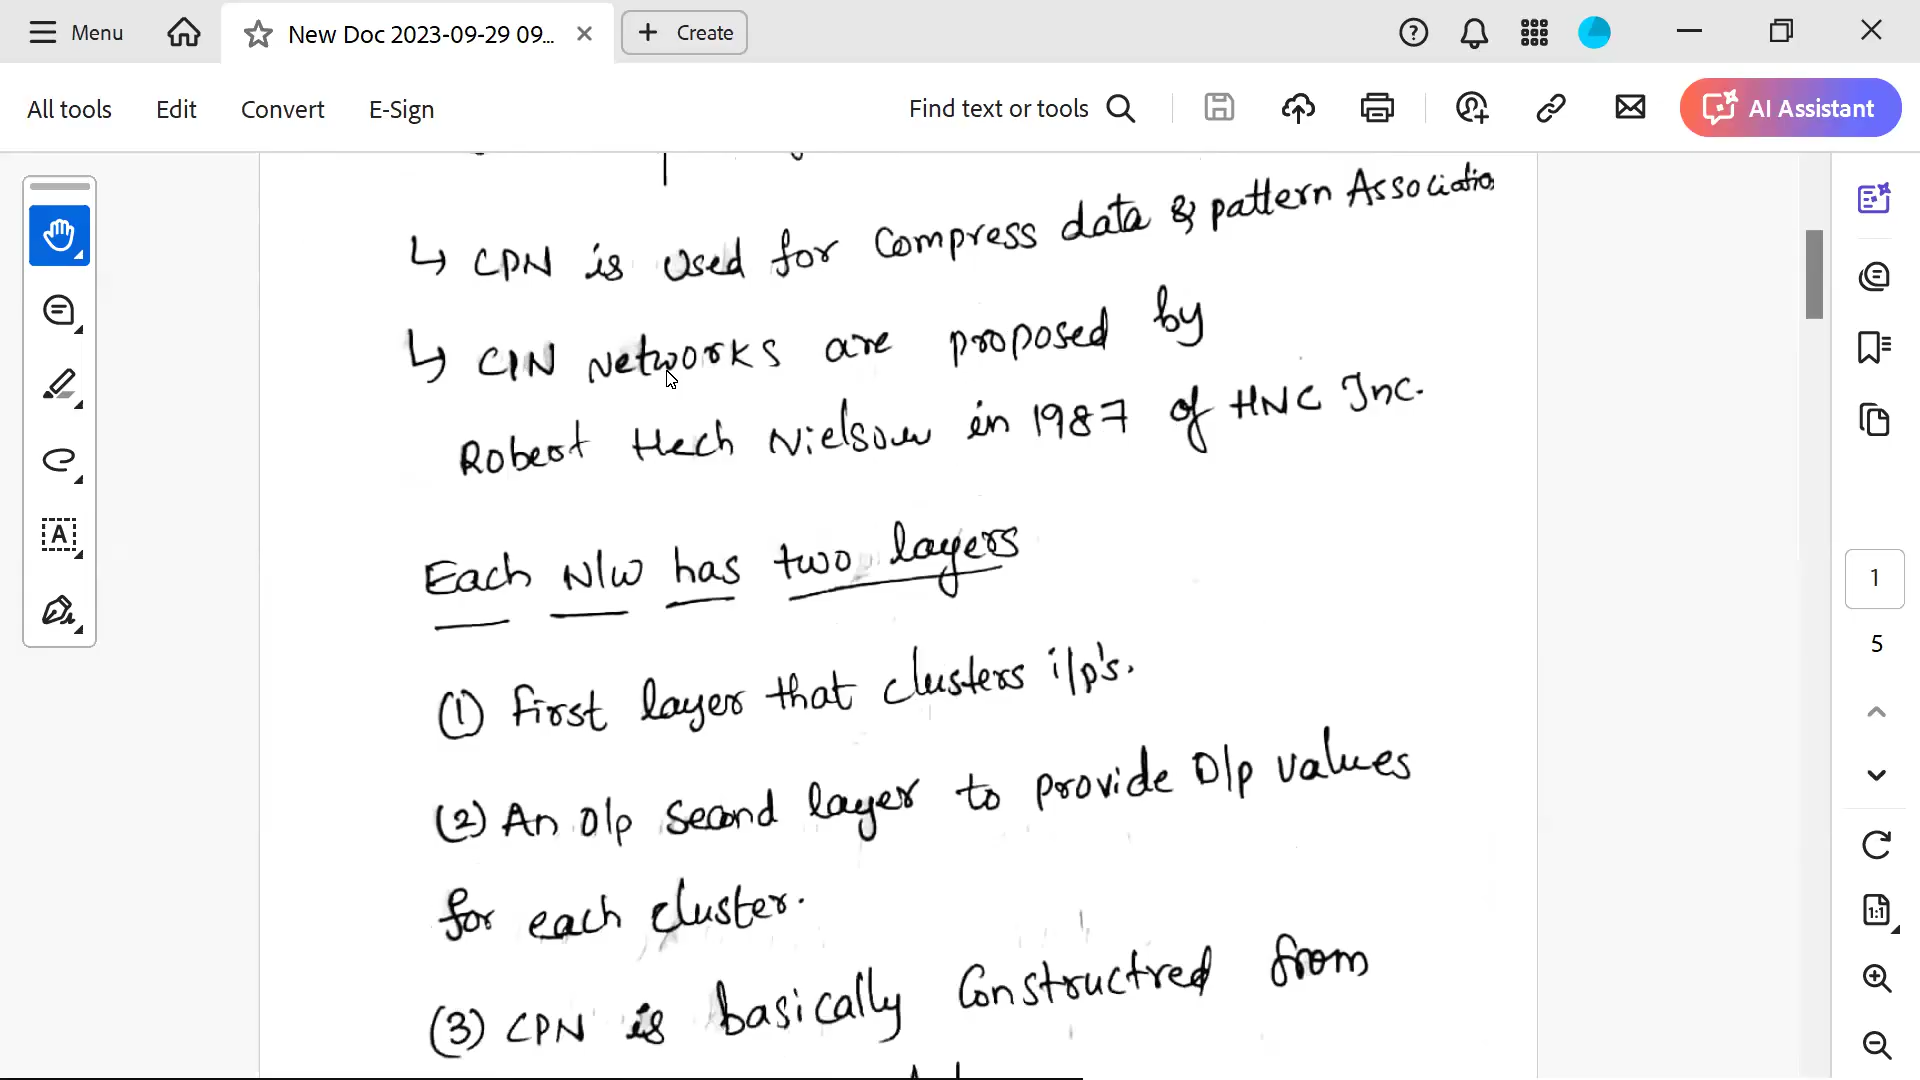 Menu
New Doc 2023-09-29 09...
Create
All tools
Edit
Convert
E-Sign
Find text or tools
AI Assistant
↳ CPN is used for Compress data & pattern Associatio
↳ CIN Networks are proposed by
Robert Hech Nielsow in 1987 of HNC Inc.
Each N/W has two layers
(1) First layer that clusters i/p's.
(2) An O/p Second layer to provide O/p values
for each cluster.
(3) CPN is basically Constructred from
1
5